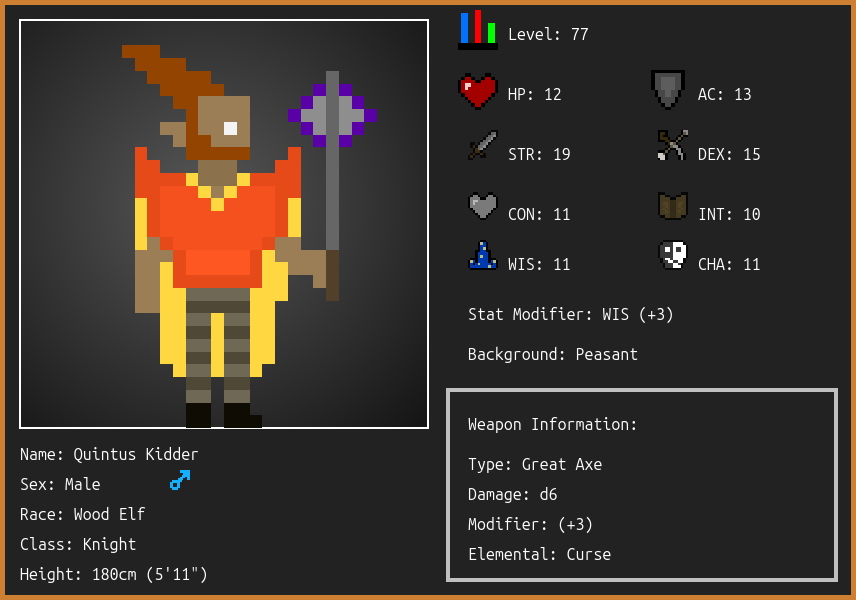 Level: 77
HP: 12
AC: 13
STR: 19
DEX: 15
CON: 11
INT: 10
WIS: 11
CHA: 11
Stat Modifier: WIS (+3)
Background: Peasant
Weapon Information:
Type: Great Axe
Damage: d6
Modifier: (+3)
Elemental: Curse
Name: Quintus Kidder
Sex: Male
Race: Wood Elf
Class: Knight
Height: 180cm (5'11")